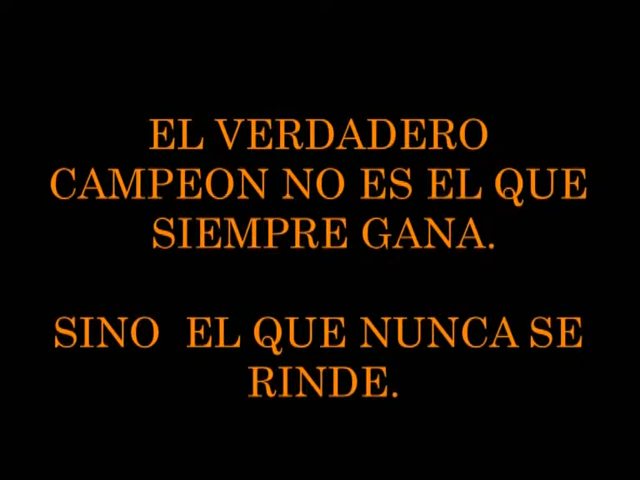 EL VERDADERO
CAMPEON NO ES EL QUE
SIEMPRE GANA.
SINO  EL QUE NUNCA SE
RINDE.